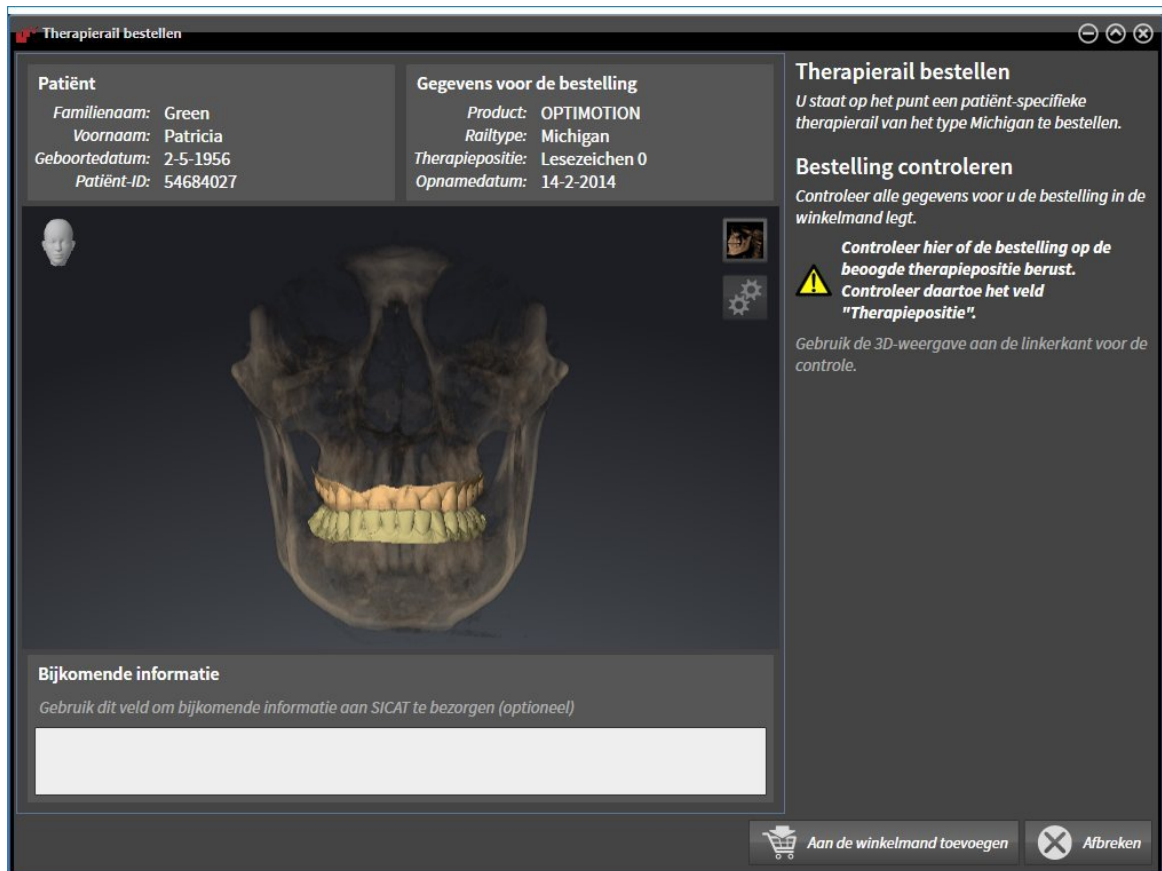 Therapierail bestellen
Patiënt
Familienaam: Green
Voornaam: Patricia
Geboortedatum: 2-5-1956
Patiënt-ID: 54684027
Gegevens voor de bestelling
Product: OPTIMOTION
Railtype: Michigan
Therapiepositie: Lesezeichen 0
Opnamedatum: 14-2-2014
Bijkomende informatie
Gebruik dit veld om bijkomende informatie aan SICAT te bezorgen (optioneel)
Therapierail bestellen
U staat op het punt een patiënt-specifieke
therapierail van het type Michigan te bestellen.
Bestelling controleren
Controleer alle gegevens voor u de bestelling in de
winkelmand legt.
Controleer hier of de bestelling op de
beoogde therapiepositie berust.
Controleer daartoe het veld
"Therapiepositie".
Gebruik de 3D-weergave aan de linkerkant voor de
controle.
Aan de winkelmand toevoegen
Afbreken